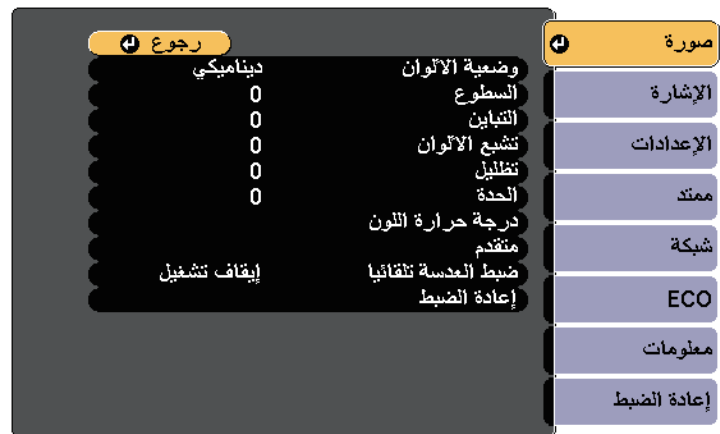 صورة
الإشارة
الإعدادات
ممتد
شبكة
ECO
معلومات
إعادة الضبط
رجوع
وضعية الألوان ديناميكي
السطوع 0
التباين 0
تشبع الألوان 0
تظليل 0
الحدة 0
درجة حرارة اللون
متقدم
ضبط العدسة تلقائيا إيقاف تشغيل
إعادة الضبط